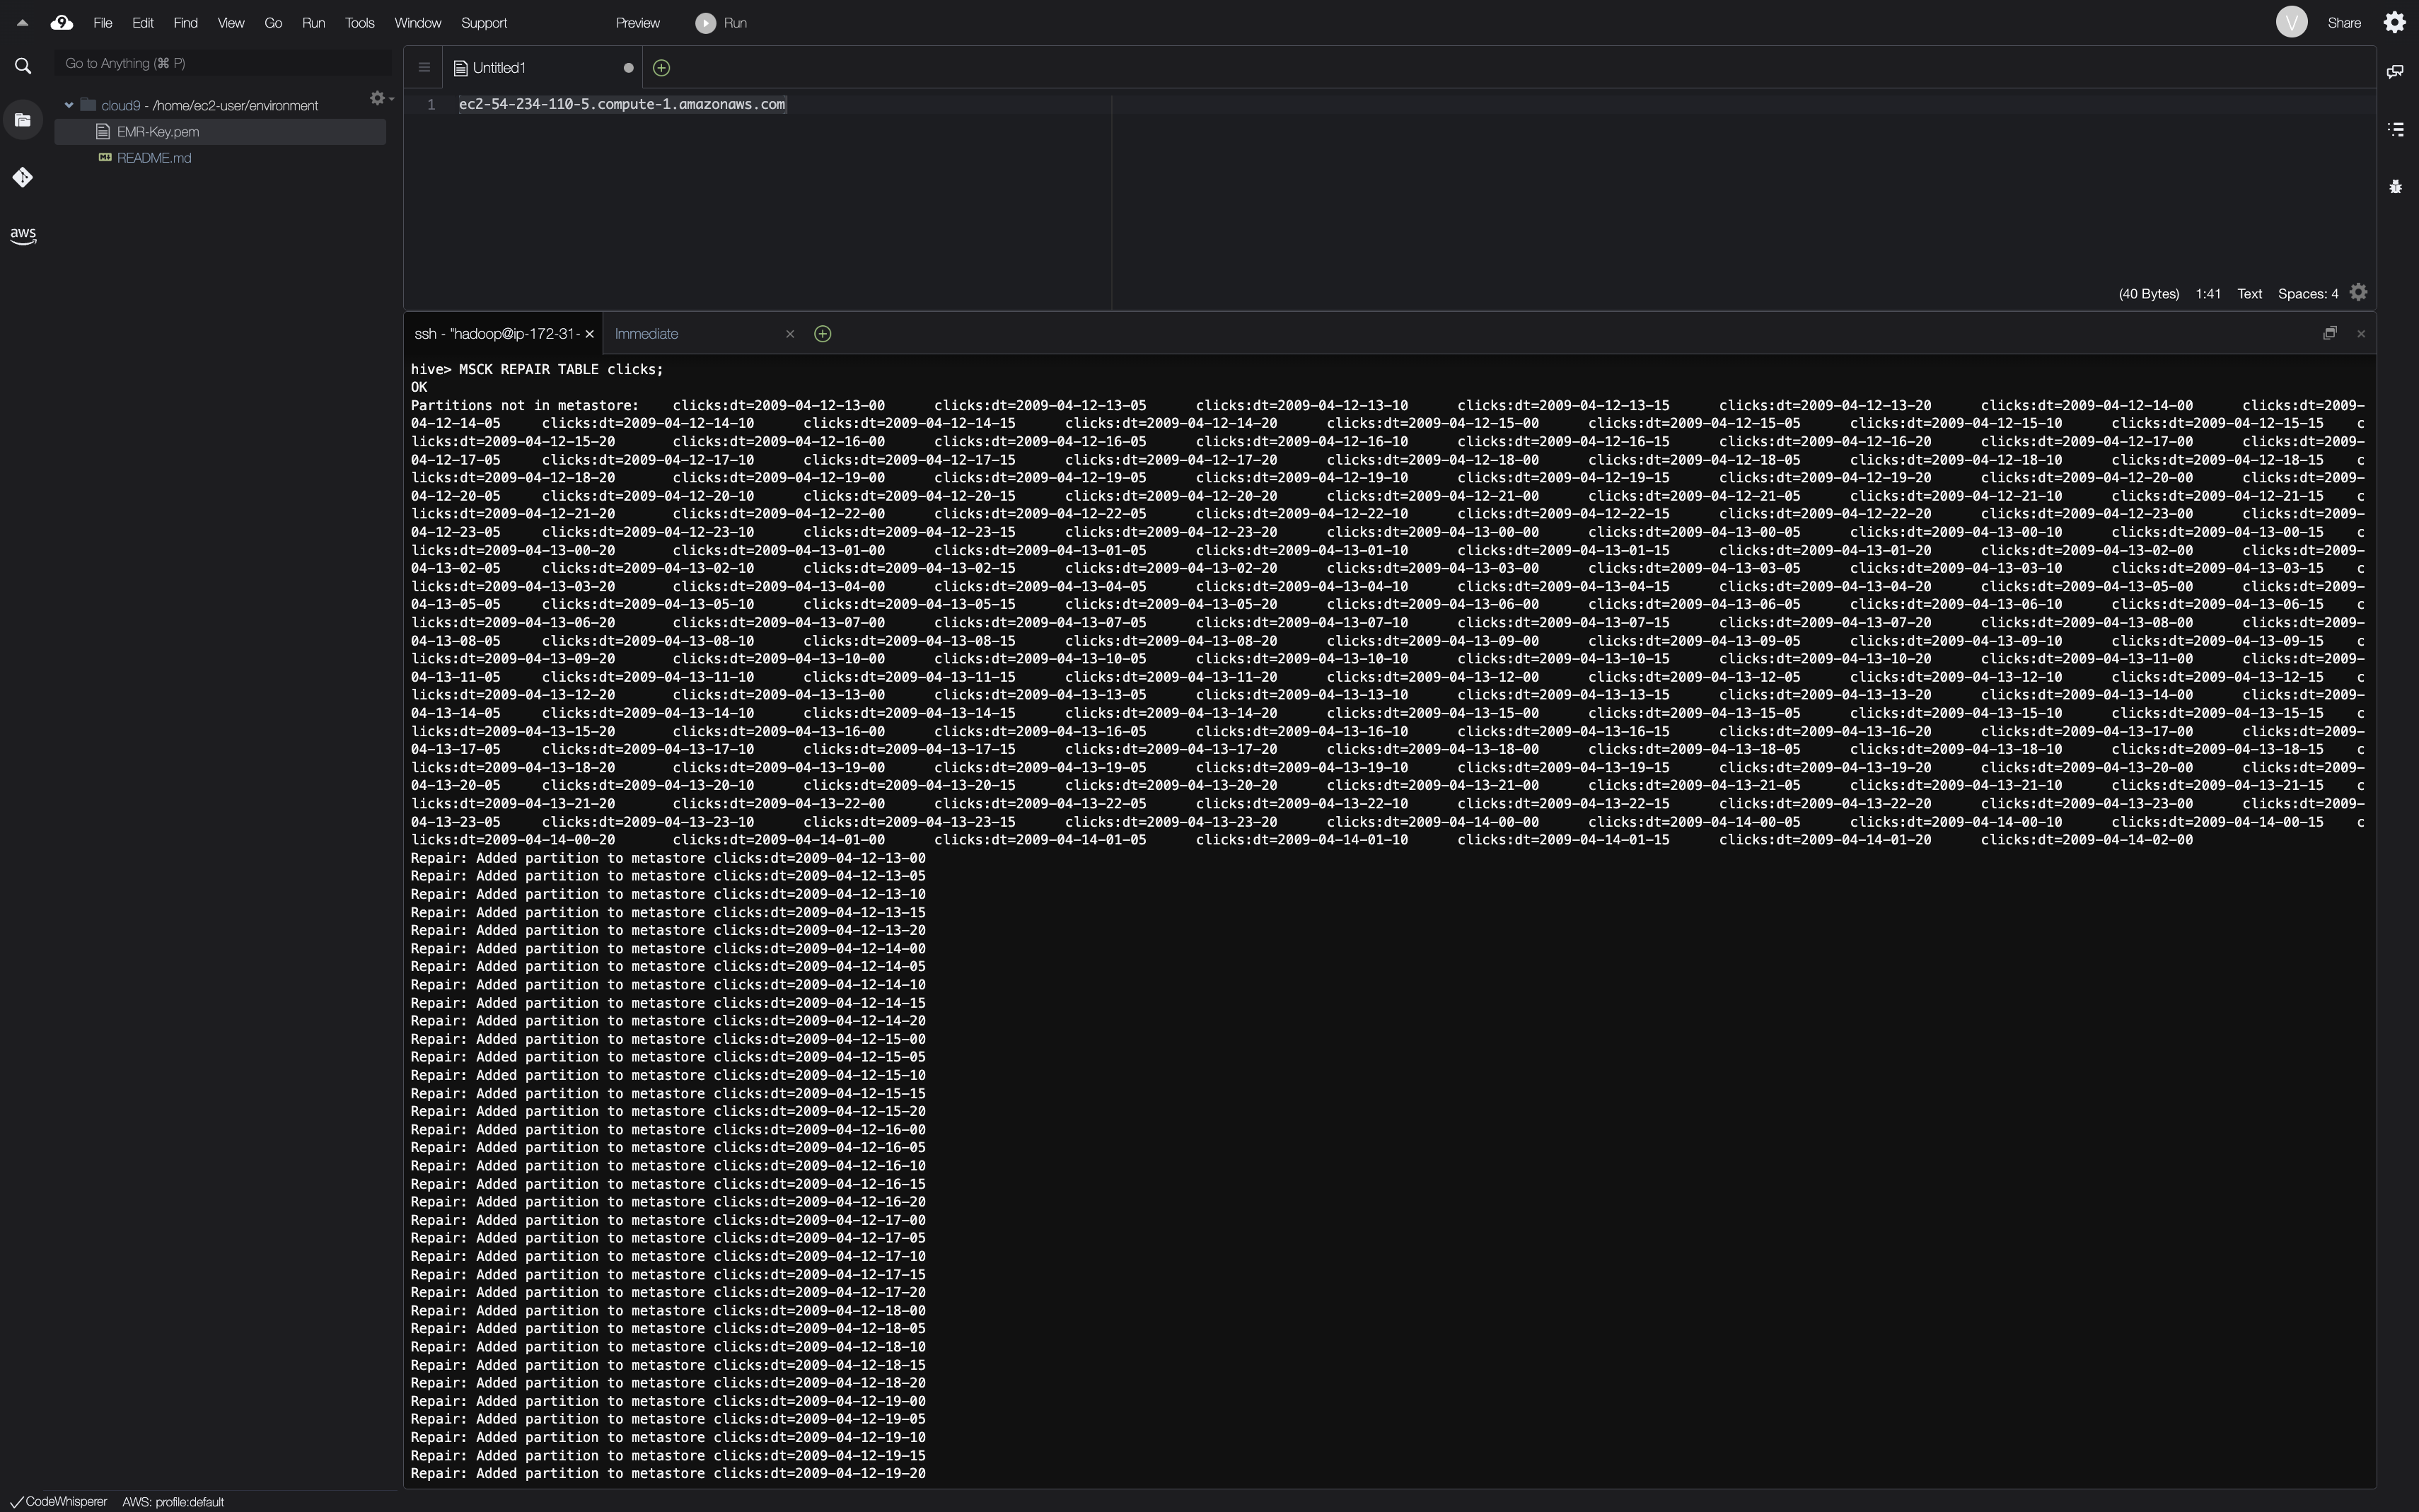 File Edit Find View Go Run Tools Window Support Preview Run V Share
Go to Anything (⌘ P)
cloud9 - /home/ec2-user/environment
EMR-Key.pem
README.md
aws
Untitled1
1 ec2-54-234-110-5.compute-1.amazonaws.com
(40 Bytes) 1:41 Text Spaces: 4
ssh - "hadoop@ip-172-31- × Immediate ×
hive> MSCK REPAIR TABLE clicks;
OK
Partitions not in metastore: clicks:dt=2009-04-12-13-00 clicks:dt=2009-04-12-13-05 clicks:dt=2009-04-12-13-10 clicks:dt=2009-04-12-13-15 clicks:dt=2009-04-12-13-20 clicks:dt=2009-04-12-14-00 clicks:dt=2009-
04-12-14-05 clicks:dt=2009-04-12-14-10 clicks:dt=2009-04-12-14-15 clicks:dt=2009-04-12-14-20 clicks:dt=2009-04-12-15-00 clicks:dt=2009-04-12-15-05 clicks:dt=2009-04-12-15-10 clicks:dt=2009-04-12-15-15 c
licks:dt=2009-04-12-15-20 clicks:dt=2009-04-12-16-00 clicks:dt=2009-04-12-16-05 clicks:dt=2009-04-12-16-10 clicks:dt=2009-04-12-16-15 clicks:dt=2009-04-12-16-20 clicks:dt=2009-04-12-17-00 clicks:dt=2009-
04-12-17-05 clicks:dt=2009-04-12-17-10 clicks:dt=2009-04-12-17-15 clicks:dt=2009-04-12-17-20 clicks:dt=2009-04-12-18-00 clicks:dt=2009-04-12-18-05 clicks:dt=2009-04-12-18-10 clicks:dt=2009-04-12-18-15 c
licks:dt=2009-04-12-18-20 clicks:dt=2009-04-12-19-00 clicks:dt=2009-04-12-19-05 clicks:dt=2009-04-12-19-10 clicks:dt=2009-04-12-19-15 clicks:dt=2009-04-12-19-20 clicks:dt=2009-04-12-20-00 clicks:dt=2009-
04-12-20-05 clicks:dt=2009-04-12-20-10 clicks:dt=2009-04-12-20-15 clicks:dt=2009-04-12-20-20 clicks:dt=2009-04-12-21-00 clicks:dt=2009-04-12-21-05 clicks:dt=2009-04-12-21-10 clicks:dt=2009-04-12-21-15 c
licks:dt=2009-04-12-21-20 clicks:dt=2009-04-12-22-00 clicks:dt=2009-04-12-22-05 clicks:dt=2009-04-12-22-10 clicks:dt=2009-04-12-22-15 clicks:dt=2009-04-12-22-20 clicks:dt=2009-04-12-23-00 clicks:dt=2009-
04-12-23-05 clicks:dt=2009-04-12-23-10 clicks:dt=2009-04-12-23-15 clicks:dt=2009-04-12-23-20 clicks:dt=2009-04-13-00-00 clicks:dt=2009-04-13-00-05 clicks:dt=2009-04-13-00-10 clicks:dt=2009-04-13-00-15 c
licks:dt=2009-04-13-00-20 clicks:dt=2009-04-13-01-00 clicks:dt=2009-04-13-01-05 clicks:dt=2009-04-13-01-10 clicks:dt=2009-04-13-01-15 clicks:dt=2009-04-13-01-20 clicks:dt=2009-04-13-02-00 clicks:dt=2009-
04-13-02-05 clicks:dt=2009-04-13-02-10 clicks:dt=2009-04-13-02-15 clicks:dt=2009-04-13-02-20 clicks:dt=2009-04-13-03-00 clicks:dt=2009-04-13-03-05 clicks:dt=2009-04-13-03-10 clicks:dt=2009-04-13-03-15 c
licks:dt=2009-04-13-03-20 clicks:dt=2009-04-13-04-00 clicks:dt=2009-04-13-04-05 clicks:dt=2009-04-13-04-10 clicks:dt=2009-04-13-04-15 clicks:dt=2009-04-13-04-20 clicks:dt=2009-04-13-05-00 clicks:dt=2009-
04-13-05-05 clicks:dt=2009-04-13-05-10 clicks:dt=2009-04-13-05-15 clicks:dt=2009-04-13-05-20 clicks:dt=2009-04-13-06-00 clicks:dt=2009-04-13-06-05 clicks:dt=2009-04-13-06-10 clicks:dt=2009-04-13-06-15 c
licks:dt=2009-04-13-06-20 clicks:dt=2009-04-13-07-00 clicks:dt=2009-04-13-07-05 clicks:dt=2009-04-13-07-10 clicks:dt=2009-04-13-07-15 clicks:dt=2009-04-13-07-20 clicks:dt=2009-04-13-08-00 clicks:dt=2009-
04-13-08-05 clicks:dt=2009-04-13-08-10 clicks:dt=2009-04-13-08-15 clicks:dt=2009-04-13-08-20 clicks:dt=2009-04-13-09-00 clicks:dt=2009-04-13-09-05 clicks:dt=2009-04-13-09-10 clicks:dt=2009-04-13-09-15 c
licks:dt=2009-04-13-09-20 clicks:dt=2009-04-13-10-00 clicks:dt=2009-04-13-10-05 clicks:dt=2009-04-13-10-10 clicks:dt=2009-04-13-10-15 clicks:dt=2009-04-13-10-20 clicks:dt=2009-04-13-11-00 clicks:dt=2009-
04-13-11-05 clicks:dt=2009-04-13-11-10 clicks:dt=2009-04-13-11-15 clicks:dt=2009-04-13-11-20 clicks:dt=2009-04-13-12-00 clicks:dt=2009-04-13-12-05 clicks:dt=2009-04-13-12-10 clicks:dt=2009-04-13-12-15 c
licks:dt=2009-04-13-12-20 clicks:dt=2009-04-13-13-00 clicks:dt=2009-04-13-13-05 clicks:dt=2009-04-13-13-10 clicks:dt=2009-04-13-13-15 clicks:dt=2009-04-13-13-20 clicks:dt=2009-04-13-14-00 clicks:dt=2009-
04-13-14-05 clicks:dt=2009-04-13-14-10 clicks:dt=2009-04-13-14-15 clicks:dt=2009-04-13-14-20 clicks:dt=2009-04-13-15-00 clicks:dt=2009-04-13-15-05 clicks:dt=2009-04-13-15-10 clicks:dt=2009-04-13-15-15 c
licks:dt=2009-04-13-15-20 clicks:dt=2009-04-13-16-00 clicks:dt=2009-04-13-16-05 clicks:dt=2009-04-13-16-10 clicks:dt=2009-04-13-16-15 clicks:dt=2009-04-13-16-20 clicks:dt=2009-04-13-17-00 clicks:dt=2009-
04-13-17-05 clicks:dt=2009-04-13-17-10 clicks:dt=2009-04-13-17-15 clicks:dt=2009-04-13-17-20 clicks:dt=2009-04-13-18-00 clicks:dt=2009-04-13-18-05 clicks:dt=2009-04-13-18-10 clicks:dt=2009-04-13-18-15 c
licks:dt=2009-04-13-18-20 clicks:dt=2009-04-13-19-00 clicks:dt=2009-04-13-19-05 clicks:dt=2009-04-13-19-10 clicks:dt=2009-04-13-19-15 clicks:dt=2009-04-13-19-20 clicks:dt=2009-04-13-20-00 clicks:dt=2009-
04-13-20-05 clicks:dt=2009-04-13-20-10 clicks:dt=2009-04-13-20-15 clicks:dt=2009-04-13-20-20 clicks:dt=2009-04-13-21-00 clicks:dt=2009-04-13-21-05 clicks:dt=2009-04-13-21-10 clicks:dt=2009-04-13-21-15 c
licks:dt=2009-04-13-21-20 clicks:dt=2009-04-13-22-00 clicks:dt=2009-04-13-22-05 clicks:dt=2009-04-13-22-10 clicks:dt=2009-04-13-22-15 clicks:dt=2009-04-13-22-20 clicks:dt=2009-04-13-23-00 clicks:dt=2009-
04-13-23-05 clicks:dt=2009-04-13-23-10 clicks:dt=2009-04-13-23-15 clicks:dt=2009-04-13-23-20 clicks:dt=2009-04-14-00-00 clicks:dt=2009-04-14-00-05 clicks:dt=2009-04-14-00-10 clicks:dt=2009-04-14-00-15 c
licks:dt=2009-04-14-00-20 clicks:dt=2009-04-14-01-00 clicks:dt=2009-04-14-01-05 clicks:dt=2009-04-14-01-10 clicks:dt=2009-04-14-01-15 clicks:dt=2009-04-14-01-20 clicks:dt=2009-04-14-02-00
Repair: Added partition to metastore clicks:dt=2009-04-12-13-00
Repair: Added partition to metastore clicks:dt=2009-04-12-13-05
Repair: Added partition to metastore clicks:dt=2009-04-12-13-10
Repair: Added partition to metastore clicks:dt=2009-04-12-13-15
Repair: Added partition to metastore clicks:dt=2009-04-12-13-20
Repair: Added partition to metastore clicks:dt=2009-04-12-14-00
Repair: Added partition to metastore clicks:dt=2009-04-12-14-05
Repair: Added partition to metastore clicks:dt=2009-04-12-14-10
Repair: Added partition to metastore clicks:dt=2009-04-12-14-15
Repair: Added partition to metastore clicks:dt=2009-04-12-14-20
Repair: Added partition to metastore clicks:dt=2009-04-12-15-00
Repair: Added partition to metastore clicks:dt=2009-04-12-15-05
Repair: Added partition to metastore clicks:dt=2009-04-12-15-10
Repair: Added partition to metastore clicks:dt=2009-04-12-15-15
Repair: Added partition to metastore clicks:dt=2009-04-12-15-20
Repair: Added partition to metastore clicks:dt=2009-04-12-16-00
Repair: Added partition to metastore clicks:dt=2009-04-12-16-05
Repair: Added partition to metastore clicks:dt=2009-04-12-16-10
Repair: Added partition to metastore clicks:dt=2009-04-12-16-15
Repair: Added partition to metastore clicks:dt=2009-04-12-16-20
Repair: Added partition to metastore clicks:dt=2009-04-12-17-00
Repair: Added partition to metastore clicks:dt=2009-04-12-17-05
Repair: Added partition to metastore clicks:dt=2009-04-12-17-10
Repair: Added partition to metastore clicks:dt=2009-04-12-17-15
Repair: Added partition to metastore clicks:dt=2009-04-12-17-20
Repair: Added partition to metastore clicks:dt=2009-04-12-18-00
Repair: Added partition to metastore clicks:dt=2009-04-12-18-05
Repair: Added partition to metastore clicks:dt=2009-04-12-18-10
Repair: Added partition to metastore clicks:dt=2009-04-12-18-15
Repair: Added partition to metastore clicks:dt=2009-04-12-18-20
Repair: Added partition to metastore clicks:dt=2009-04-12-19-00
Repair: Added partition to metastore clicks:dt=2009-04-12-19-05
Repair: Added partition to metastore clicks:dt=2009-04-12-19-10
Repair: Added partition to metastore clicks:dt=2009-04-12-19-15
Repair: Added partition to metastore clicks:dt=2009-04-12-19-20
CodeWhisperer AWS: profile:default